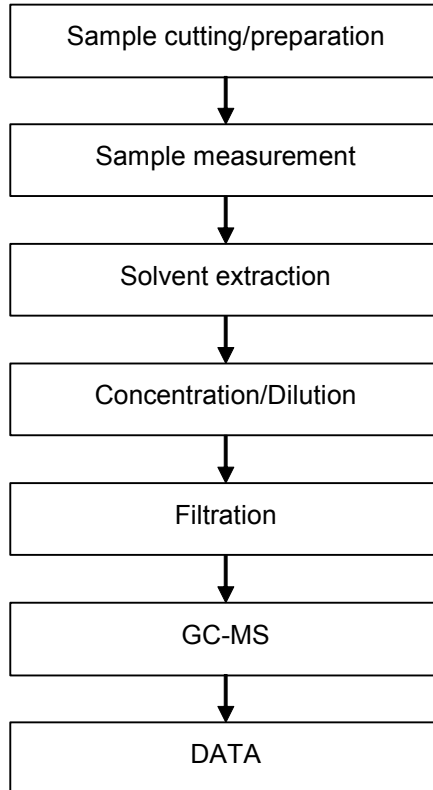 Sample cutting/preparation
Sample measurement
Solvent extraction
Concentration/Dilution
Filtration
GC-MS
DATA